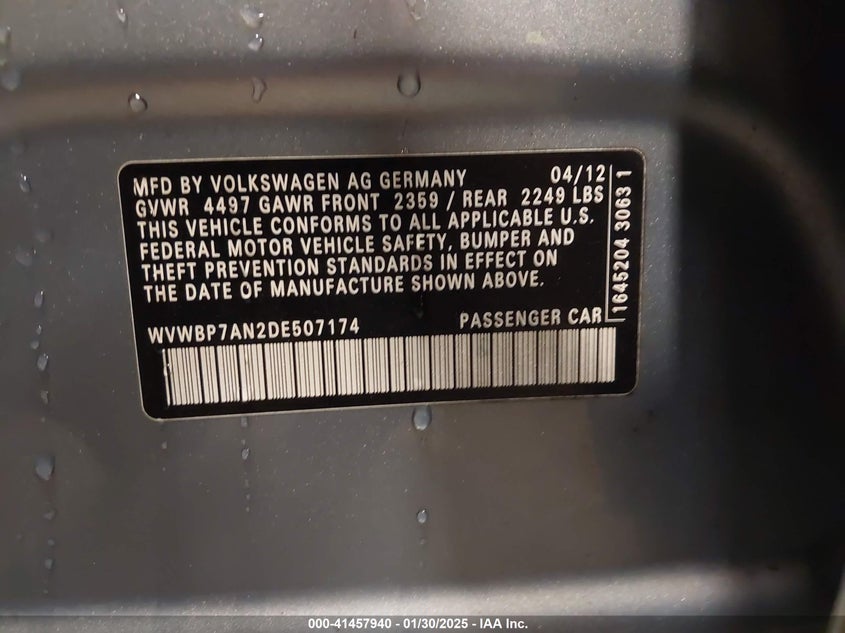 MFD BY VOLKSWAGEN AG GERMANY 04/12
GVWR 4497 GAWR FRONT 2359 / REAR 2249 LBS
THIS VEHICLE CONFORMS TO ALL APPLICABLE U.S.
FEDERAL MOTOR VEHICLE SAFETY, BUMPER AND
THEFT PREVENTION STANDARDS IN EFFECT ON
THE DATE OF MANUFACTURE SHOWN ABOVE.
WVWBP7AN2DE507174 PASSENGER CAR
1645204 30631
000-41457940 - 01/30/2025 - IAA Inc.